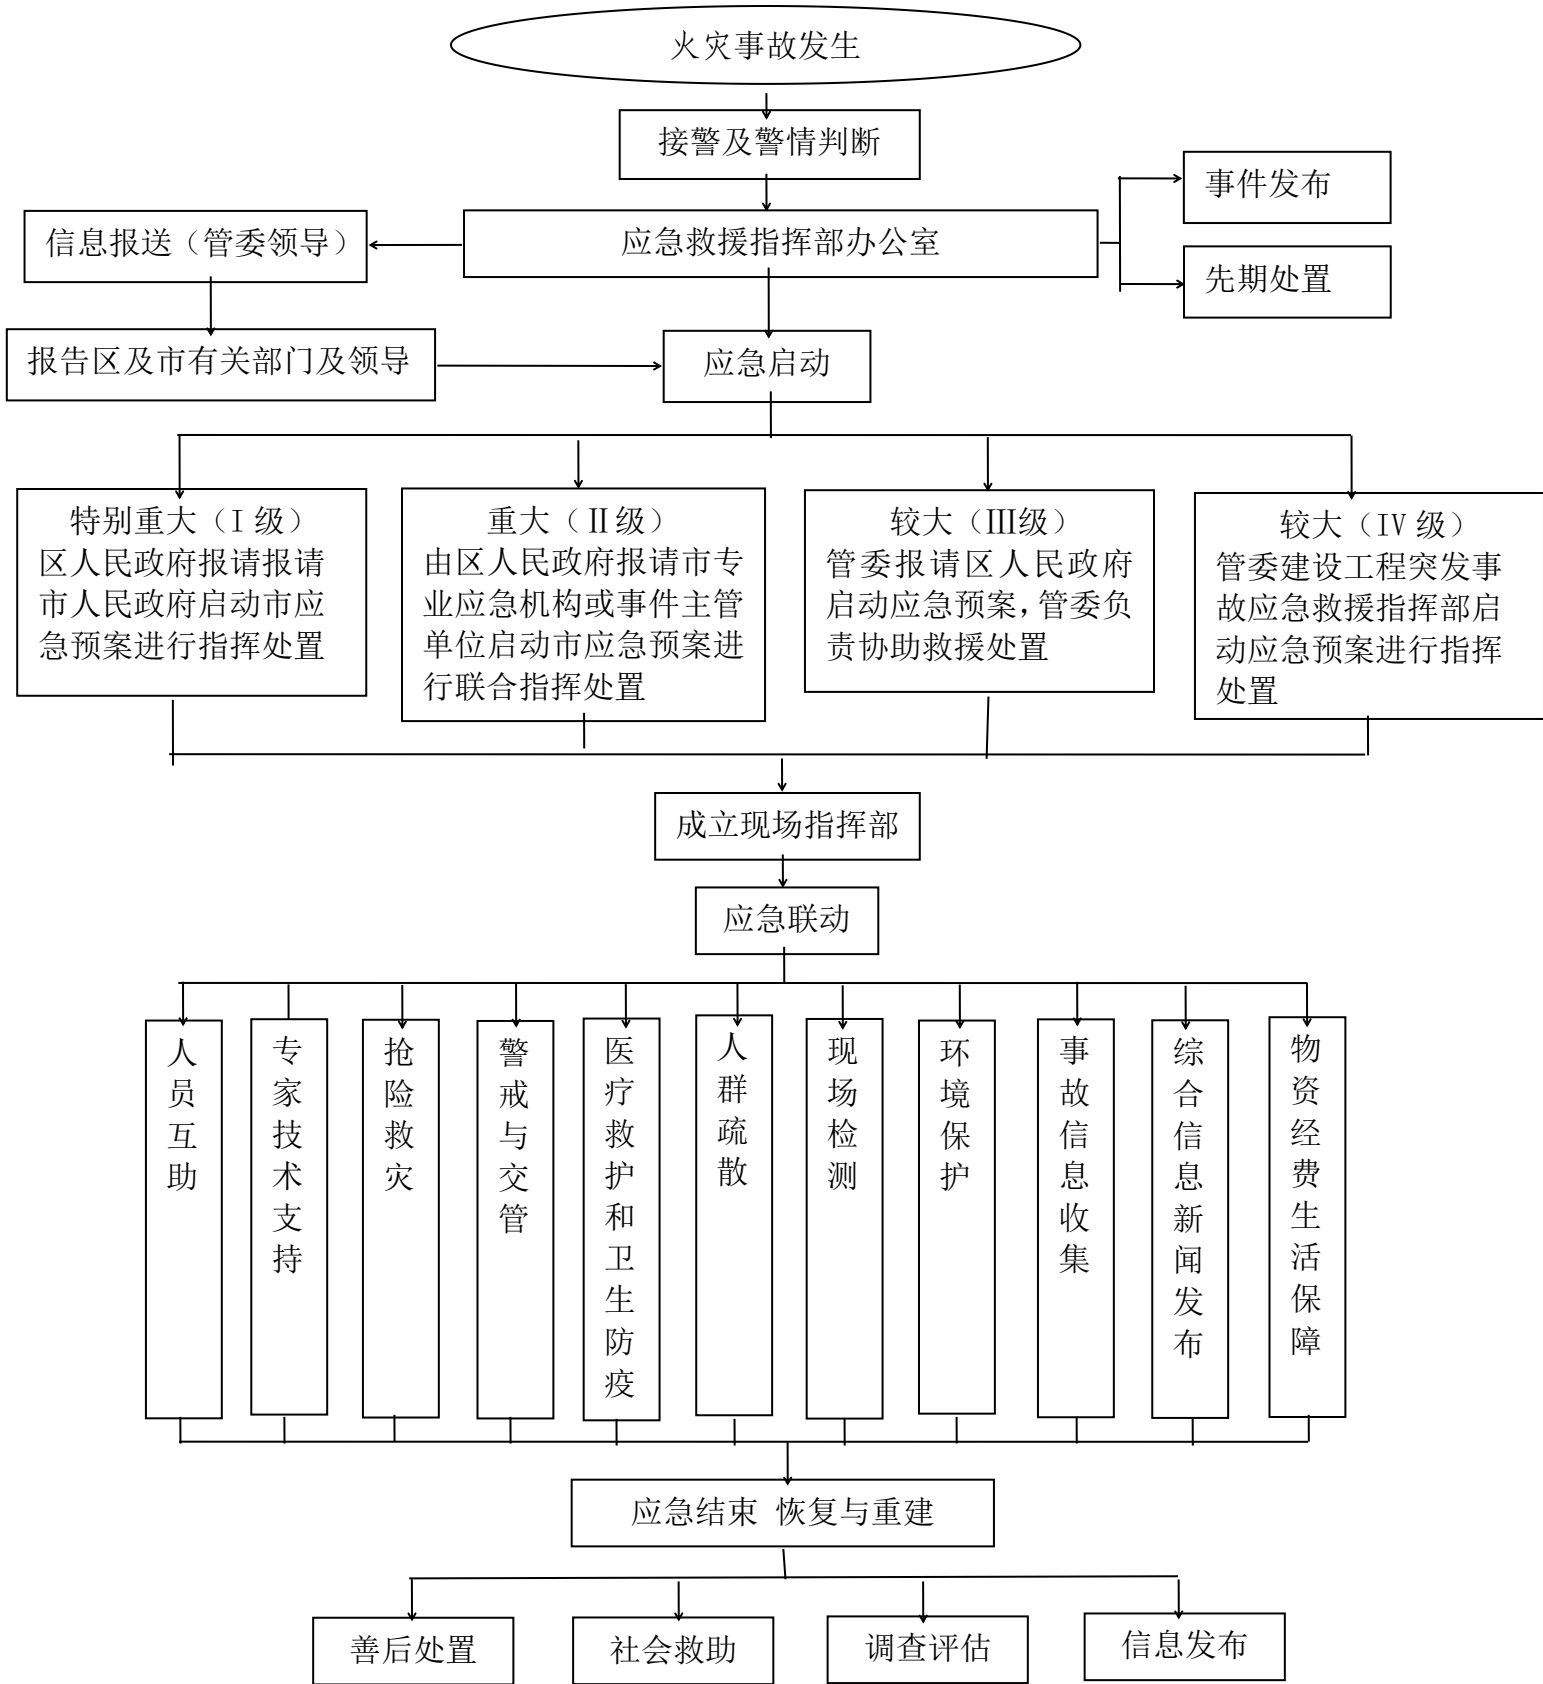 火灾事故发生
接警及警情判断
事件发布
信息报送（管委领导）
应急救援指挥部办公室
先期处置
报告区及市有关部门及领导
应急启动
特别重大（I 级）
区人民政府报请报请
市人民政府启动市应
急预案进行指挥处置
重大（Ⅱ级）
由区人民政府报请市专
业应急机构或事件主管
单位启动市应急预案进
行联合指挥处置
较大（Ⅲ级）
管委报请区人民政府
启动应急预案，管委负
责协助救援处置
较大（IV 级）
管委建设工程突发事
故应急救援指挥部启
动应急预案进行指挥
处置
成立现场指挥部
应急联动
人员互助
专家技术支持
抢险救灾
警戒与交管
医疗救护和卫生防疫
人群疏散
现场检测
环境保护
事故信息收集
综合信息新闻发布
物资经费生活保障
应急结束 恢复与重建
善后处置
社会救助
调查评估
信息发布